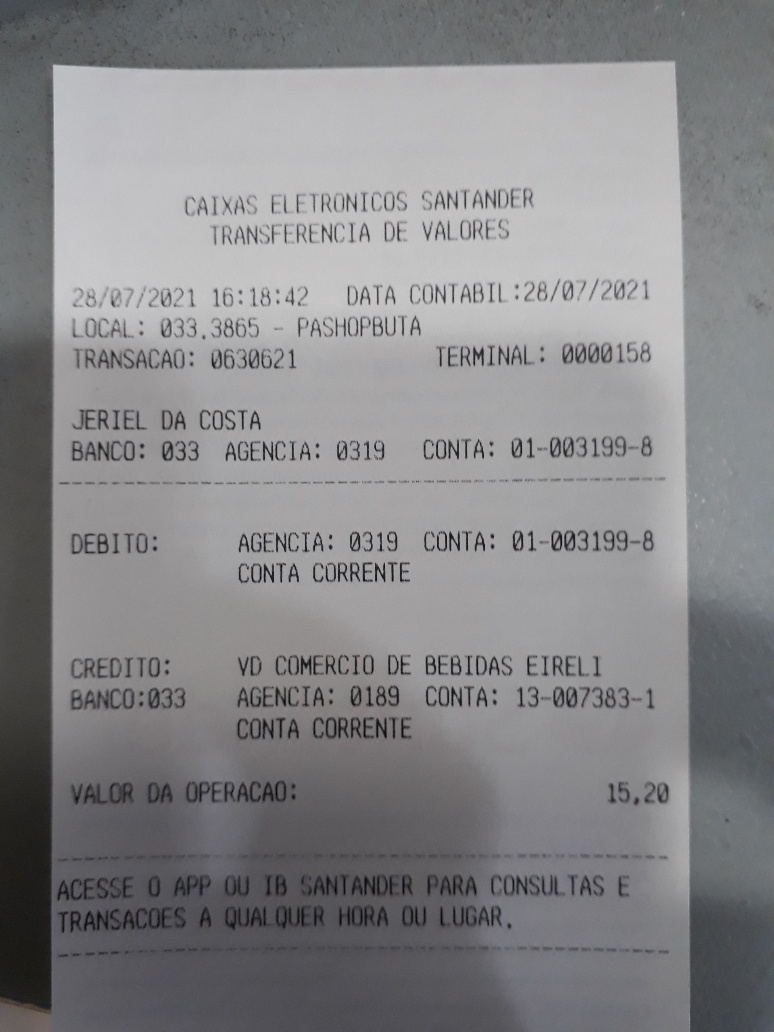 CAIXAS ELETRONICOS SANTANDER
TRANSFERENCIA DE VALORES
28/07/2021 16:18:42 DATA CONTABIL:28/07/2021
LOCAL: 033.3865 - PASHOPBUTA
TRANSACAO: 0630621 TERMINAL: 0000158
JERIEL DA COSTA
BANCO: 033 AGENCIA: 0319 CONTA: 01-003199-8
DEBITO: AGENCIA: 0319 CONTA: 01-003199-8
CONTA CORRENTE
CREDITO: VD COMERCIO DE BEBIDAS EIRELI
BANCO:033 AGENCIA: 0189 CONTA: 13-007383-1
CONTA CORRENTE
VALOR DA OPERACAO: 15,20
ACESSE O APP OU IB SANTANDER PARA CONSULTAS E
TRANSACOES A QUALQUER HORA OU LUGAR.